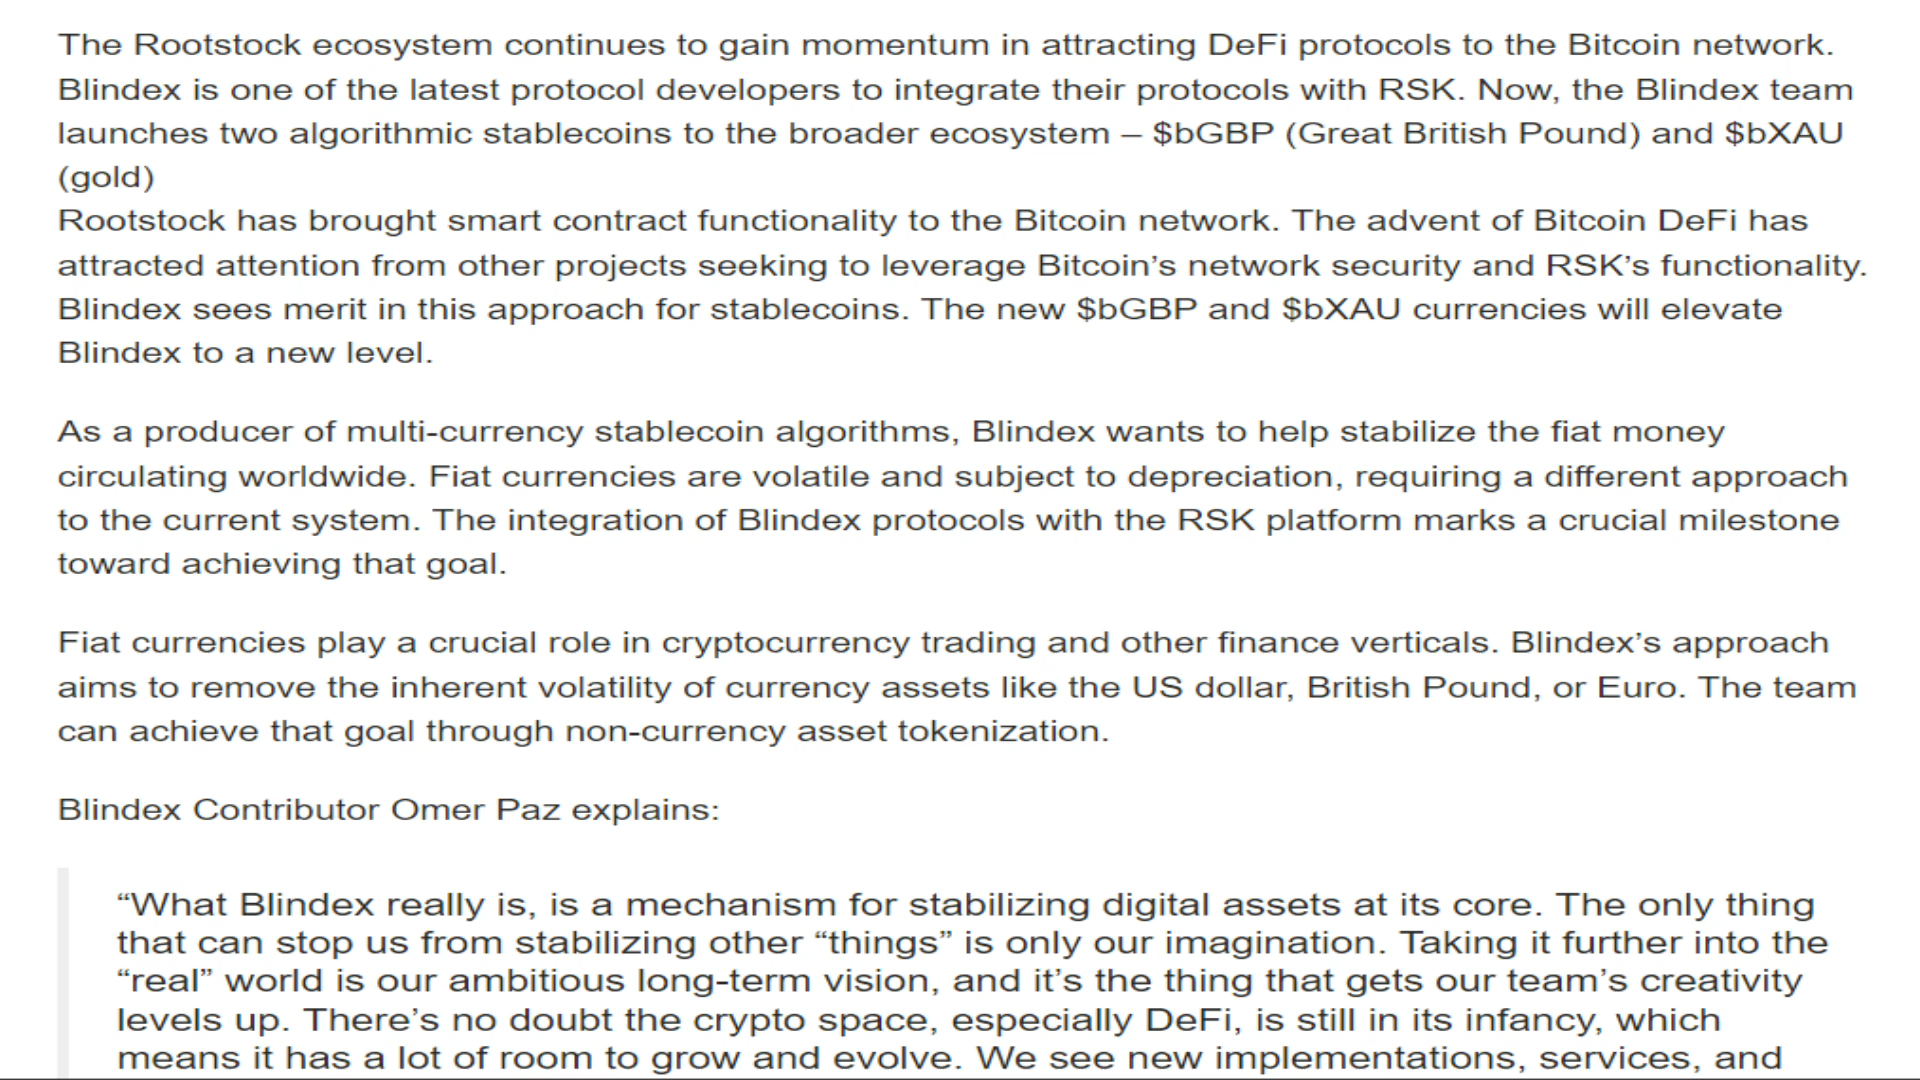 The Rootstock ecosystem continues to gain momentum in attracting DeFi protocols to the Bitcoin network.
Blindex is one of the latest protocol developers to integrate their protocols with RSK. Now, the Blindex team
launches two algorithmic stablecoins to the broader ecosystem – $bGBP (Great British Pound) and $bXAU
(gold)
Rootstock has brought smart contract functionality to the Bitcoin network. The advent of Bitcoin DeFi has
attracted attention from other projects seeking to leverage Bitcoin’s network security and RSK’s functionality.
Blindex sees merit in this approach for stablecoins. The new $bGBP and $bXAU currencies will elevate
Blindex to a new level.
As a producer of multi-currency stablecoin algorithms, Blindex wants to help stabilize the fiat money
circulating worldwide. Fiat currencies are volatile and subject to depreciation, requiring a different approach
to the current system. The integration of Blindex protocols with the RSK platform marks a crucial milestone
toward achieving that goal.
Fiat currencies play a crucial role in cryptocurrency trading and other finance verticals. Blindex’s approach
aims to remove the inherent volatility of currency assets like the US dollar, British Pound, or Euro. The team
can achieve that goal through non-currency asset tokenization.
Blindex Contributor Omer Paz explains:
“What Blindex really is, is a mechanism for stabilizing digital assets at its core. The only thing
that can stop us from stabilizing other “things” is only our imagination. Taking it further into the
“real” world is our ambitious long-term vision, and it’s the thing that gets our team’s creativity
levels up. There’s no doubt the crypto space, especially DeFi, is still in its infancy, which
means it has a lot of room to grow and evolve. We see new implementations, services, and